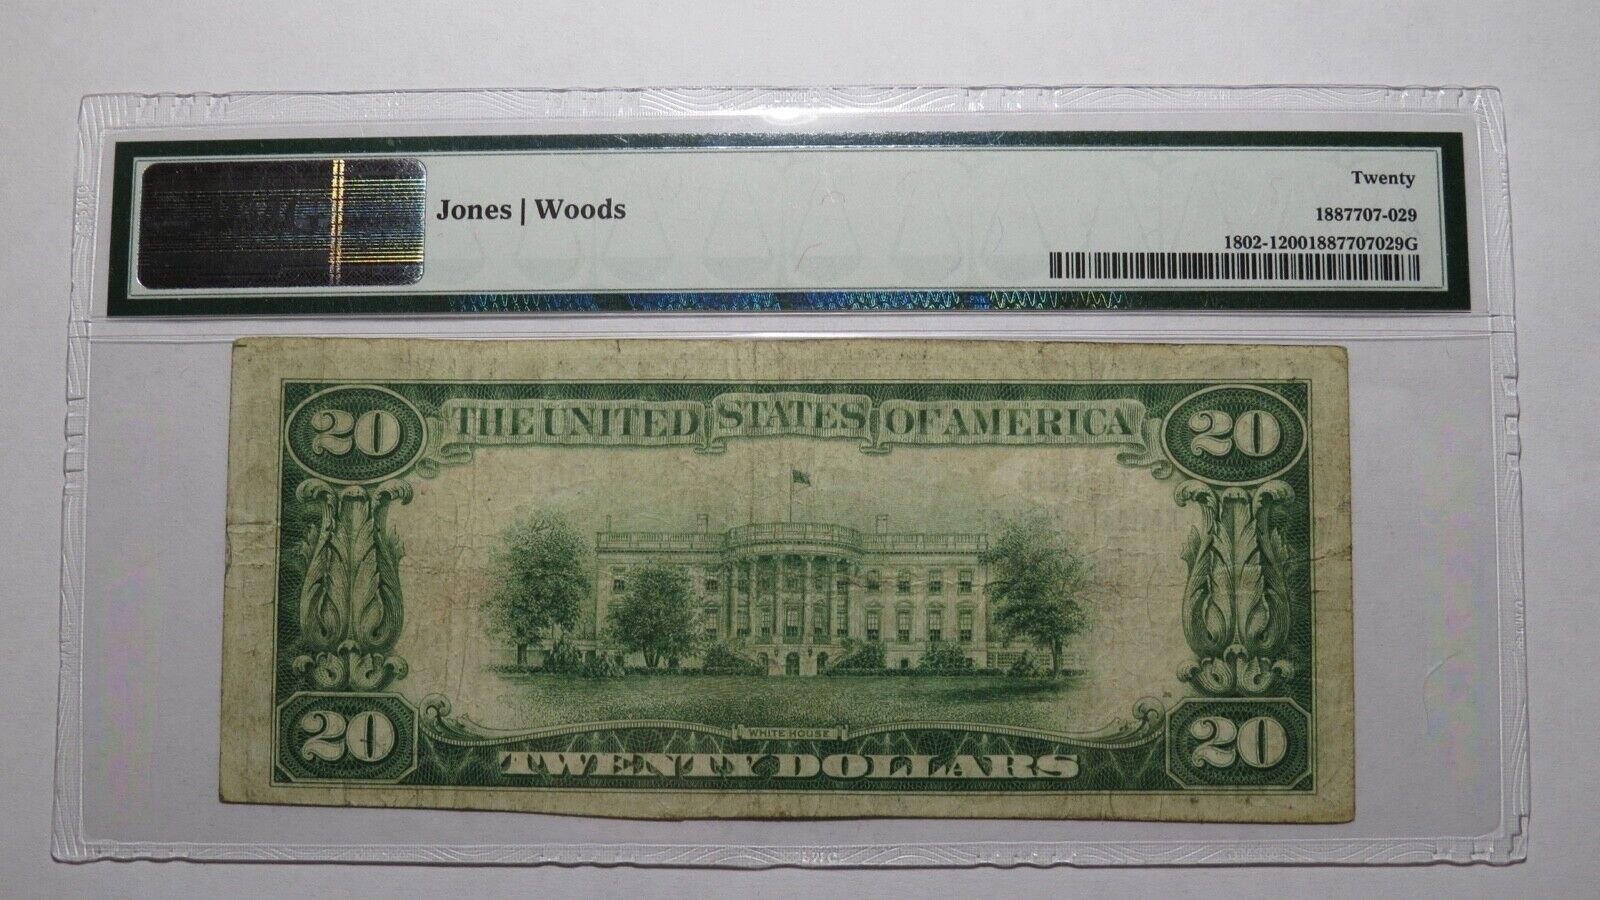 Jones | Woods
Twenty
1887707-029
1802-12001887707029G
20 THE UNITED STATES OF AMERICA 20
WHITE HOUSE
20 TWENTY DOLLARS 20